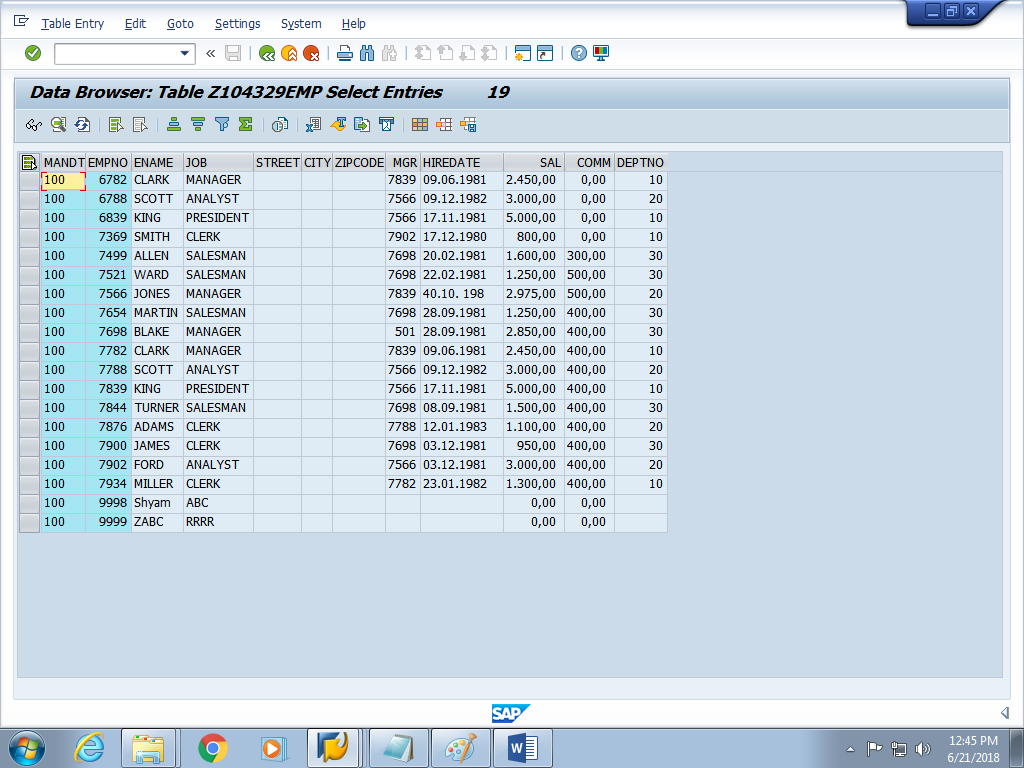 Table Entry Edit Goto Settings System Help
Data Browser: Table Z104329EMP Select Entries 19
MANDT EMPNO ENAME JOB STREET CITY ZIPCODE MGR HIREDATE SAL COMM DEPTNO
100 6782 CLARK MANAGER 7839 09.06.1981 2.450,00 0,00 10
100 6788 SCOTT ANALYST 7566 09.12.1982 3.000,00 0,00 20
100 6839 KING PRESIDENT 7566 17.11.1981 5.000,00 0,00 10
100 7369 SMITH CLERK 7902 17.12.1980 800,00 0,00 10
100 7499 ALLEN SALESMAN 7698 20.02.1981 1.600,00 300,00 30
100 7521 WARD SALESMAN 7698 22.02.1981 1.250,00 500,00 30
100 7566 JONES MANAGER 7839 40.10. 198 2.975,00 500,00 20
100 7654 MARTIN SALESMAN 7698 28.09.1981 1.250,00 400,00 30
100 7698 BLAKE MANAGER 501 28.09.1981 2.850,00 400,00 30
100 7782 CLARK MANAGER 7839 09.06.1981 2.450,00 400,00 10
100 7788 SCOTT ANALYST 7566 09.12.1982 3.000,00 400,00 20
100 7839 KING PRESIDENT 7566 17.11.1981 5.000,00 400,00 10
100 7844 TURNER SALESMAN 7698 08.09.1981 1.500,00 400,00 30
100 7876 ADAMS CLERK 7788 12.01.1983 1.100,00 400,00 20
100 7900 JAMES CLERK 7698 03.12.1981 950,00 400,00 30
100 7902 FORD ANALYST 7566 03.12.1981 3.000,00 400,00 20
100 7934 MILLER CLERK 7782 23.01.1982 1.300,00 400,00 10
100 9998 Shyam ABC 0,00 0,00
100 9999 ZABC RRRR 0,00 0,00
SAP
12:45 PM
6/21/2018